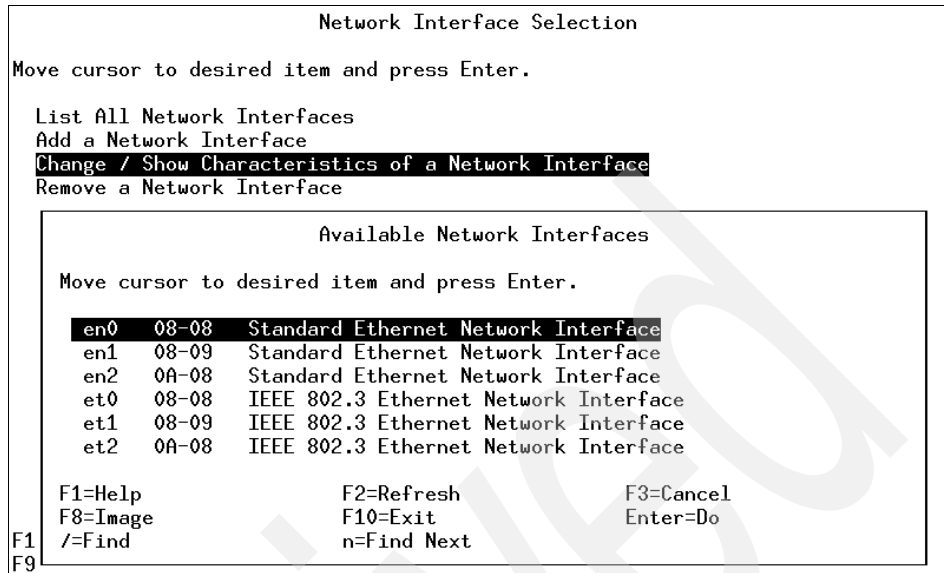 Network Interface Selection
Move cursor to desired item and press Enter.
List All Network Interfaces
Add a Network Interface
Change / Show Characteristics of a Network Interface
Remove a Network Interface
Available Network Interfaces
Move cursor to desired item and press Enter.
en0 08-08 Standard Ethernet Network Interface
en1 08-09 Standard Ethernet Network Interface
en2 0A-08 Standard Ethernet Network Interface
et0 08-08 IEEE 802.3 Ethernet Network Interface
et1 08-09 IEEE 802.3 Ethernet Network Interface
et2 0A-08 IEEE 802.3 Ethernet Network Interface
F1=Help F2=Refresh F3=Cancel
F8=Image F10=Exit Enter=Do
F1 /=Find n=Find Next
F9